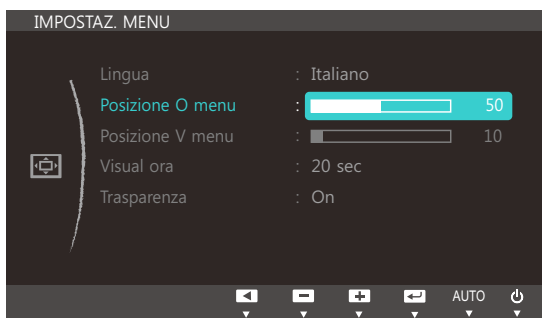 IMPOSTAZ. MENU
Lingua : Italiano
Posizione O menu : 50
Posizione V menu : 10
Visual ora : 20 sec
Trasparenza : On
AUTO